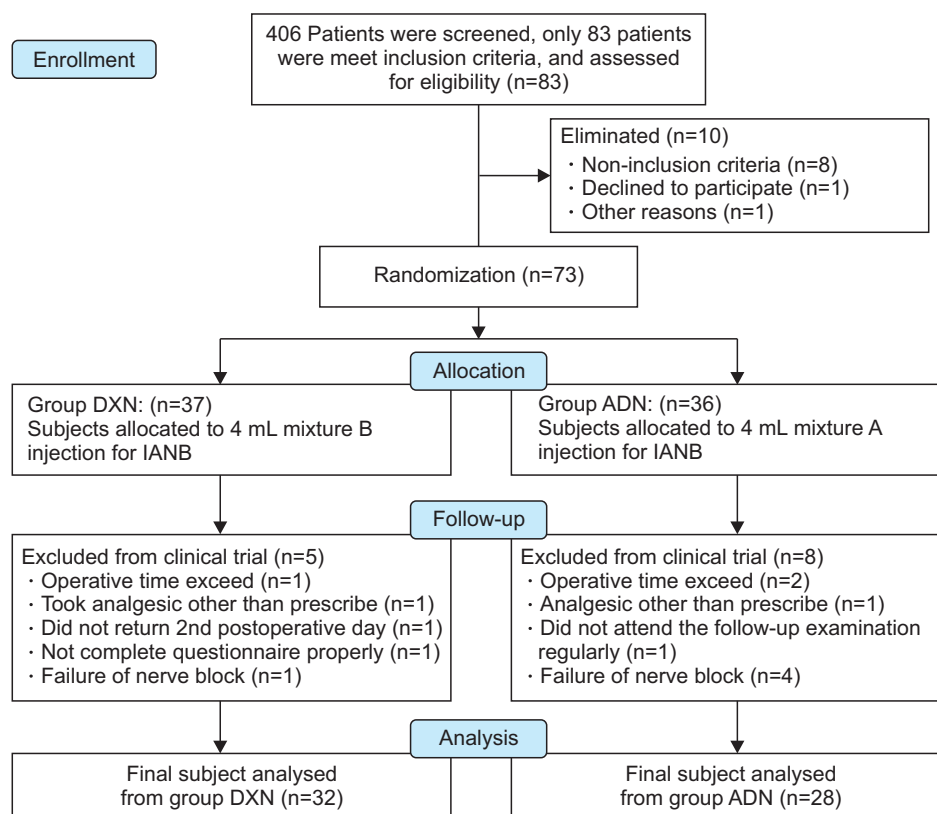 Enrollment
406 Patients were screened, only 83 patients
were meet inclusion criteria, and assessed
for eligibility (n=83)
Eliminated (n=10)
· Non-inclusion criteria (n=8)
· Declined to participate (n=1)
· Other reasons (n=1)
Randomization (n=73)
Allocation
Group DXN: (n=37)
Subjects allocated to 4 mL mixture B
injection for IANB
Group ADN: (n=36)
Subjects allocated to 4 mL mixture A
injection for IANB
Follow-up
Excluded from clinical trial (n=5)
· Operative time exceed (n=1)
· Took analgesic other than prescribe (n=1)
· Did not return 2nd postoperative day (n=1)
· Not complete questionnaire properly (n=1)
· Failure of nerve block (n=1)
Excluded from clinical trial (n=8)
· Operative time exceed (n=2)
· Analgesic other than prescribe (n=1)
· Did not attend the follow-up examination
regularly (n=1)
· Failure of nerve block (n=4)
Analysis
Final subject analysed
from group DXN (n=32)
Final subject analysed
from group ADN (n=28)